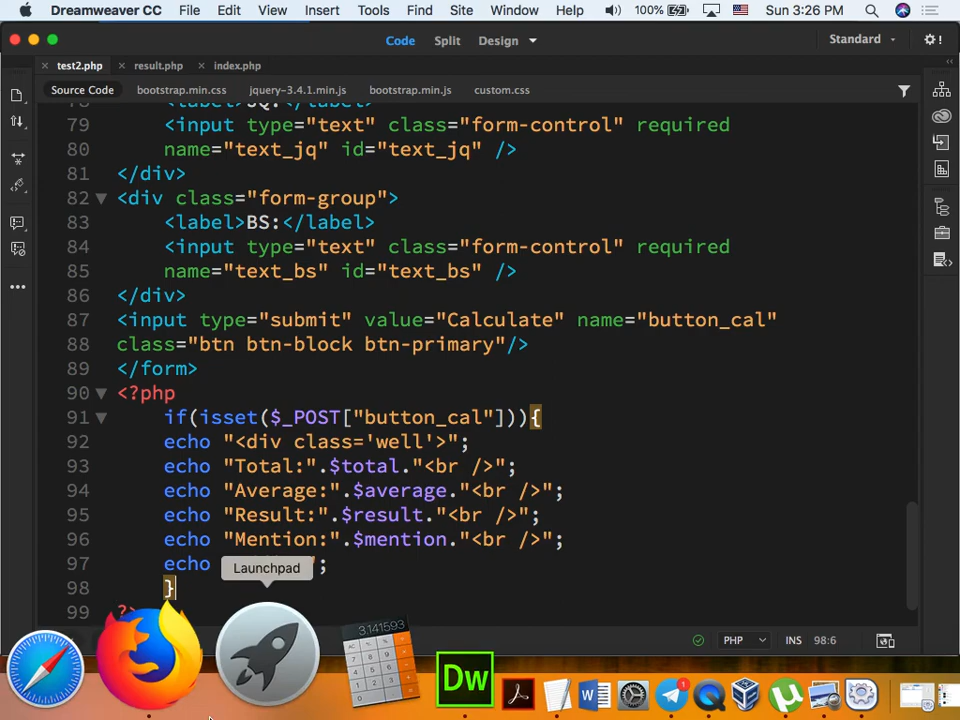 Dreamweaver CC File Edit View Insert Tools Find Site Window Help 100% Sun 3:26 PM
Code Split Design Standard
test2.php result.php index.php
Source Code bootstrap.min.css jquery-3.4.1.min.js bootstrap.min.js custom.css
79 <input type="text" class="form-control" required
80 name="text_jq" id="text_jq" />
81 </div>
82 <div class="form-group">
83 <label>BS:</label>
84 <input type="text" class="form-control" required
85 name="text_bs" id="text_bs" />
86 </div>
87 <input type="submit" value="Calculate" name="button_cal"
88 class="btn btn-block btn-primary"/>
89 </form>
90 <?php
91 if(isset($_POST["button_cal"])){
92 echo "<div class='well'>";
93 echo "Total:".$total."<br />";
94 echo "Average:".$average."<br />";
95 echo "Result:".$result."<br />";
96 echo "Mention:".$mention."<br />";
97 echo ";
Launchpad
98 }
99 ?>
3,141593
PHP INS 98:6
Dw
W
1